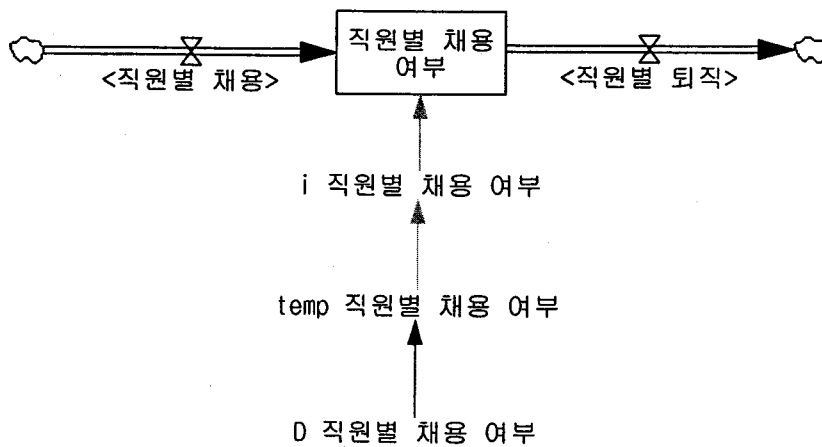 직원별 채용
여부
<직원별 채용>
<직원별 퇴직>
i 직원별 채용 여부
temp 직원별 채용 여부
D 직원별 채용 여부